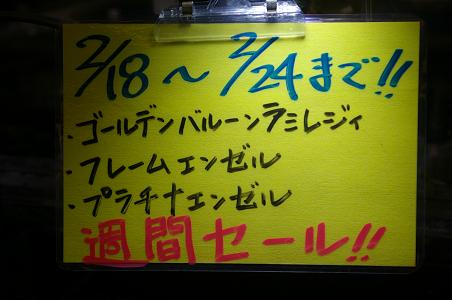 2/18～2/24まで!!
・ゴールデンバルーンラミレジィ
・フレームエンゼル
・プラチナエンゼル
週間セール!!